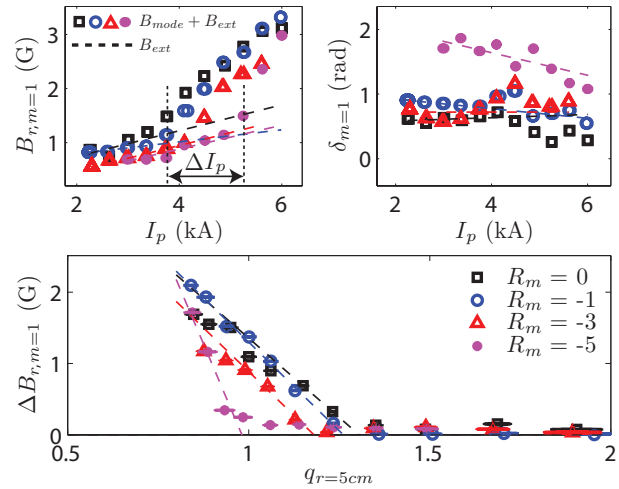 B_{mode} + B_{ext}
B_{ext}
B_{r,m=1} (G)
3
2
1
ΔI_p
2 4 6
I_p (kA)
δ_{m=1} (rad)
2
1
0
2 4 6
I_p (kA)
ΔB_{r,m=1} (G)
3
2
1
0
R_m = 0
R_m = -1
R_m = -3
R_m = -5
0.5 1 1.5 2
q_{r=5cm}